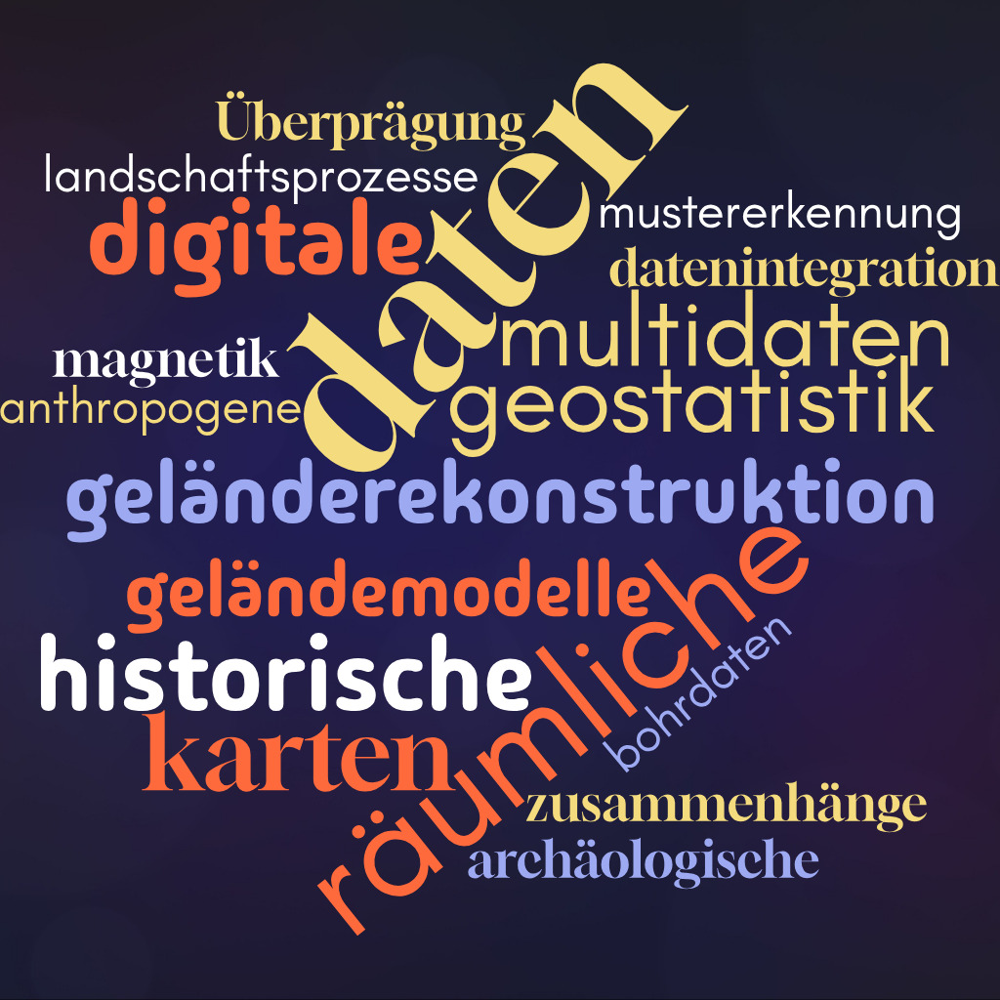 Überprägung
daten
landschaftsprozesse
digitale
mustererkennung
datenintegration
multidaten
magnetik
anthropogene
geostatistik
geländerekonstruktion
geländemodelle
räumliche
historische
bohrdaten
karten
zusammenhänge
archäologische